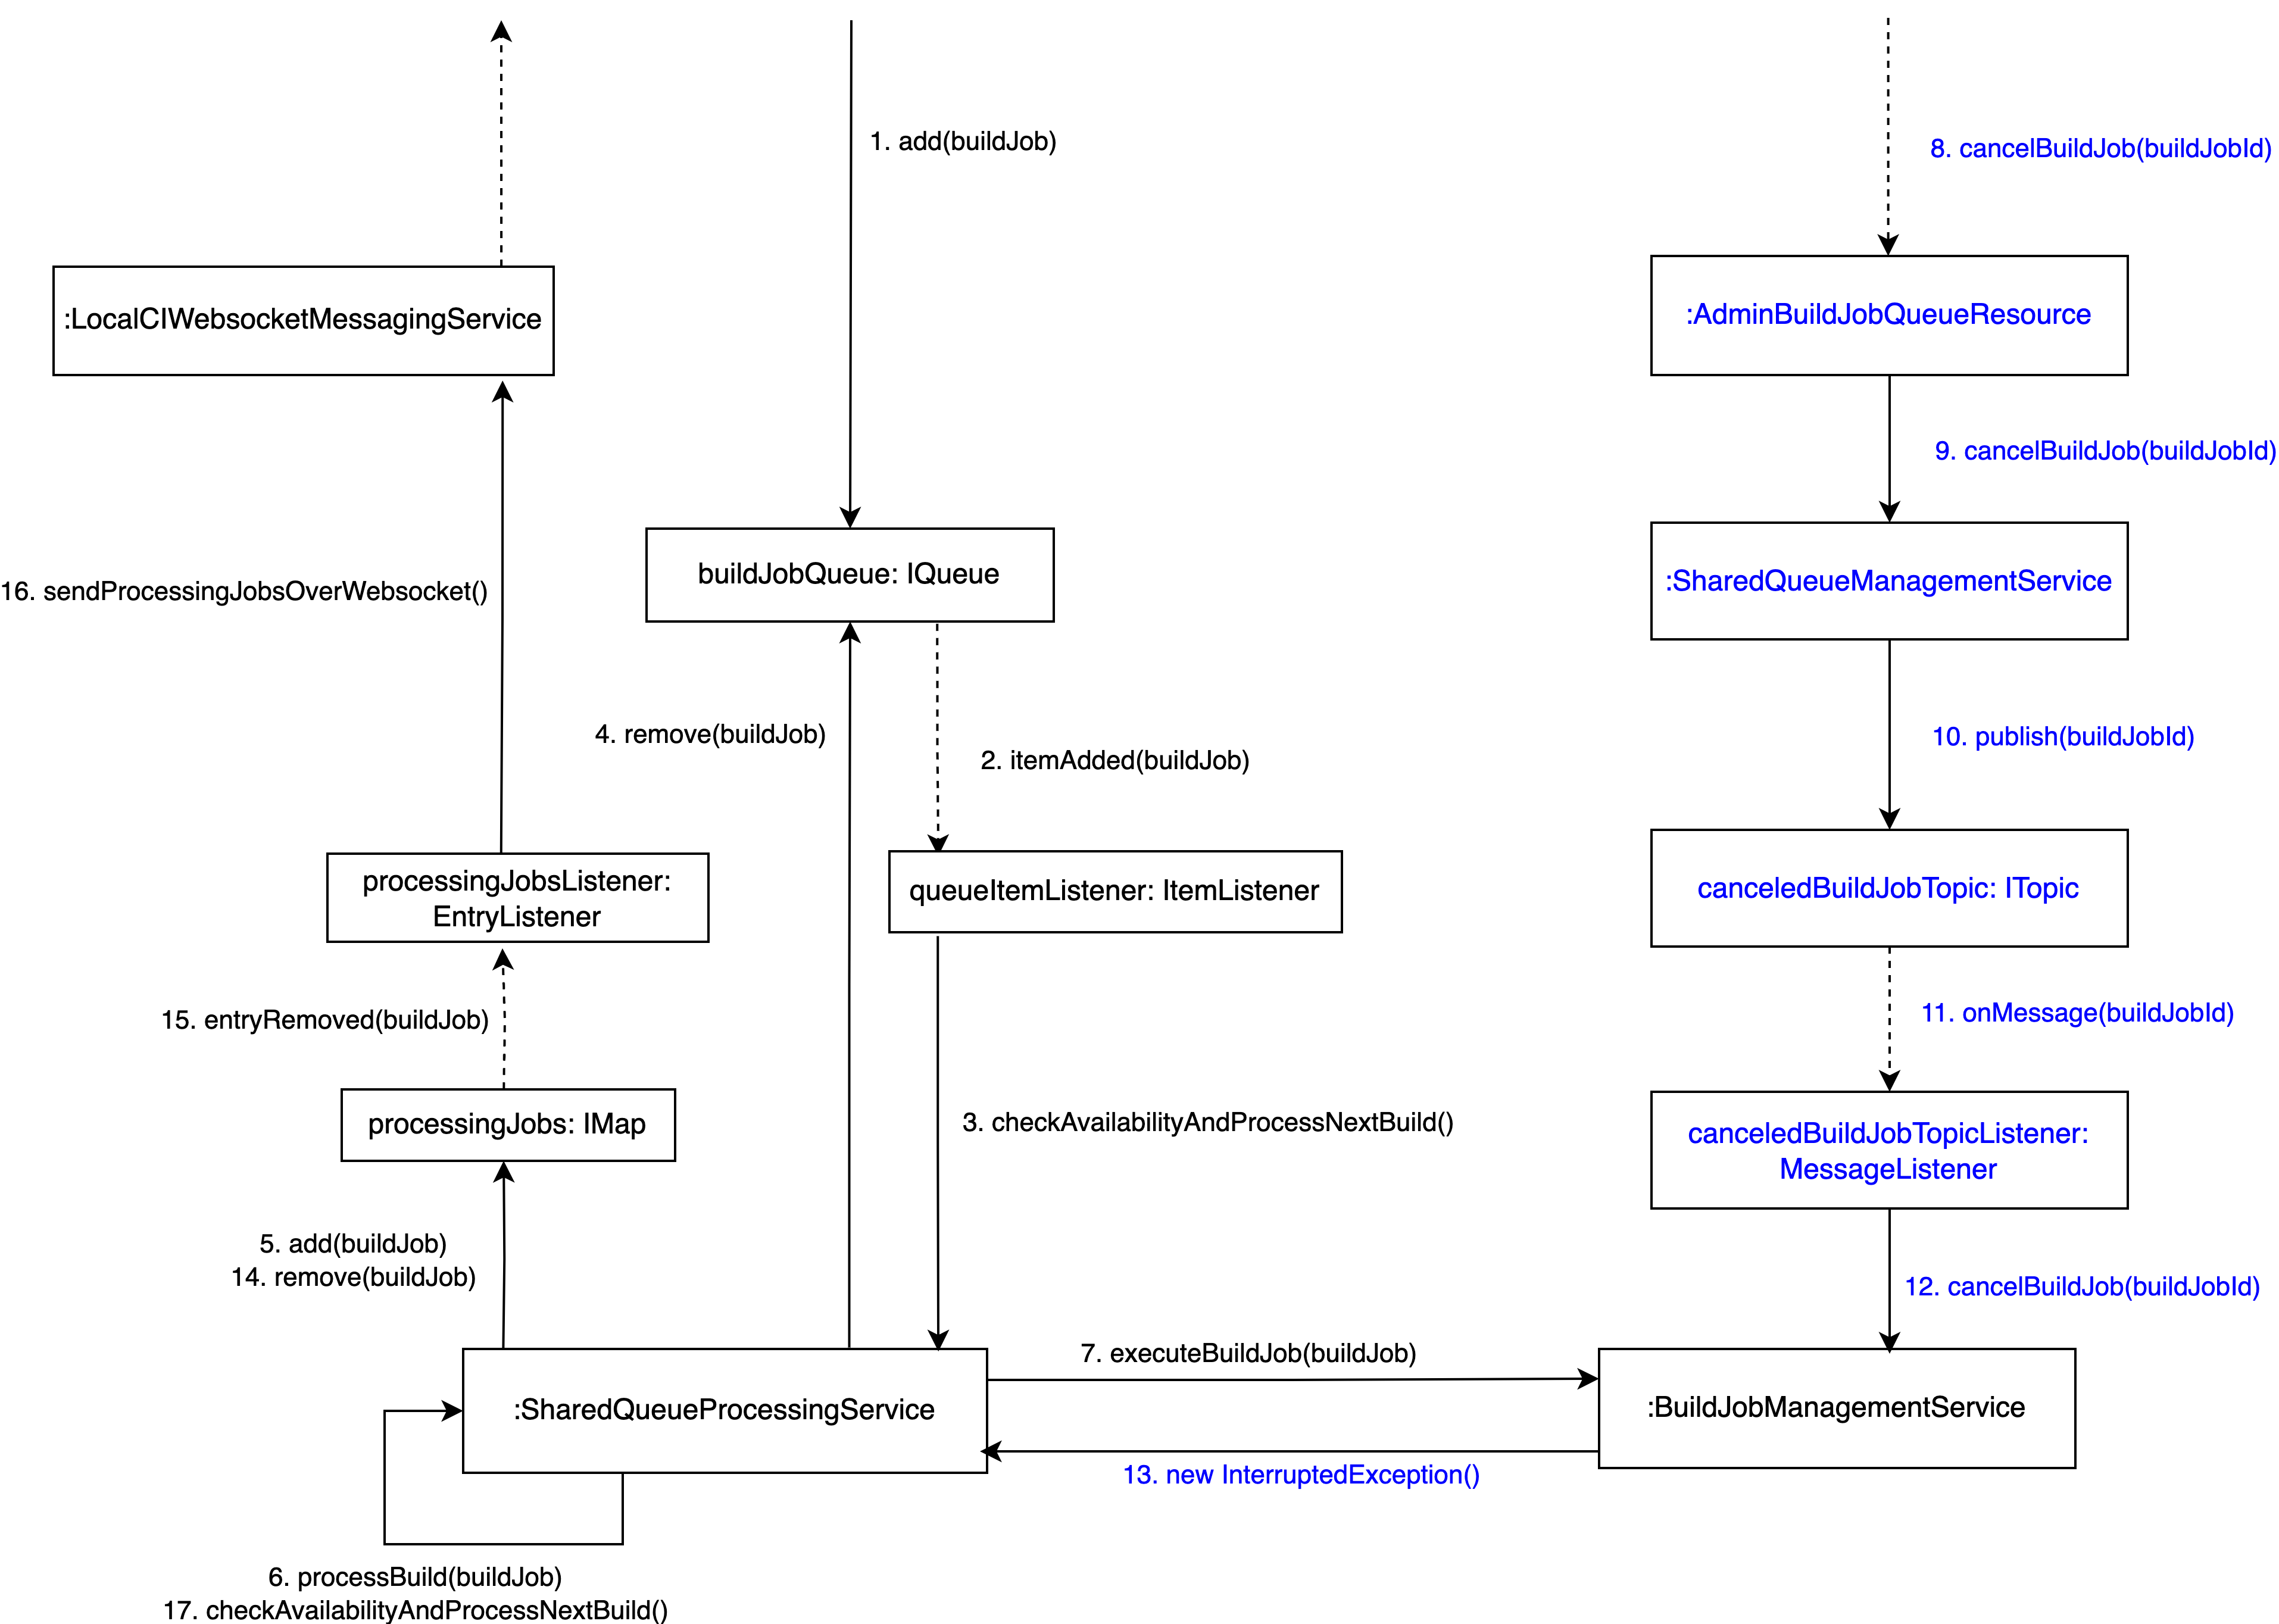 1. add(buildJob)
8. cancelBuildJob(buildJobId)
:LocalCIWebsocketMessagingService
:AdminBuildJobQueueResource
9. cancelBuildJob(buildJobId)
16. sendProcessingJobsOverWebsocket()
buildJobQueue: IQueue
:SharedQueueManagementService
4. remove(buildJob)
2. itemAdded(buildJob)
10. publish(buildJobId)
processingJobsListener:
EntryListener
queueItemListener: ItemListener
canceledBuildJobTopic: ITopic
15. entryRemoved(buildJob)
11. onMessage(buildJobId)
processingJobs: IMap
3. checkAvailabilityAndProcessNextBuild()
canceledBuildJobTopicListener:
MessageListener
5. add(buildJob)
14. remove(buildJob)
12. cancelBuildJob(buildJobId)
7. executeBuildJob(buildJob)
:SharedQueueProcessingService
:BuildJobManagementService
13. new InterruptedException()
6. processBuild(buildJob)
17. checkAvailabilityAndProcessNextBuild()